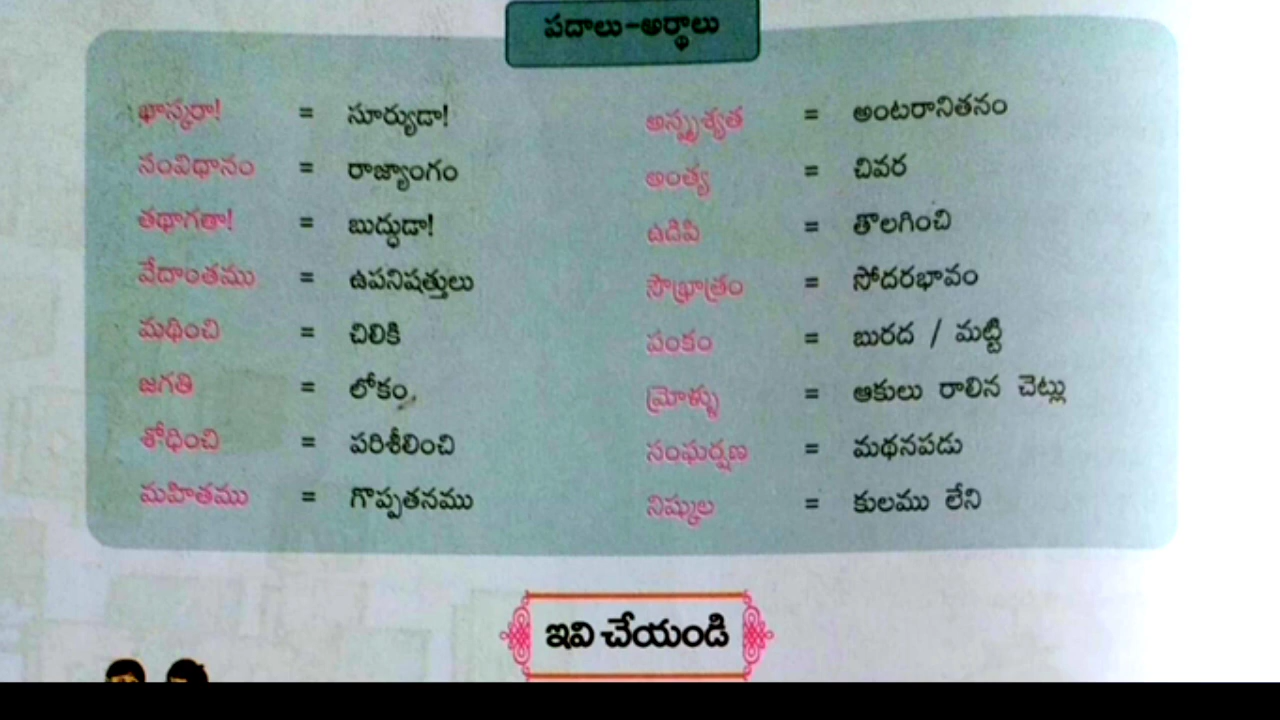 పదాలు-అర్థాలు
భాస్కరా! = సూర్యుడా!
సంవిధానం = రాజ్యాంగం
తథాగతా! = బుద్ధుడా!
వేదాంతము = ఉపనిషత్తులు
మథించి = చిలికి
జగతి = లోకం
శోధించి = పరిశీలించి
మహితము = గొప్పతనము
అస్పృశ్యత = అంటరానితనం
అంత్య = చివర
ఉడిపి = తొలగించి
సౌభ్రాత్రం = సోదరభావం
పంకం = బురద / మట్టి
మ్రోళ్ళు = ఆకులు రాలిన చెట్లు
సంఘర్షణ = మథనపడు
నిష్కుల = కులము లేని
ఇవి చేయండి